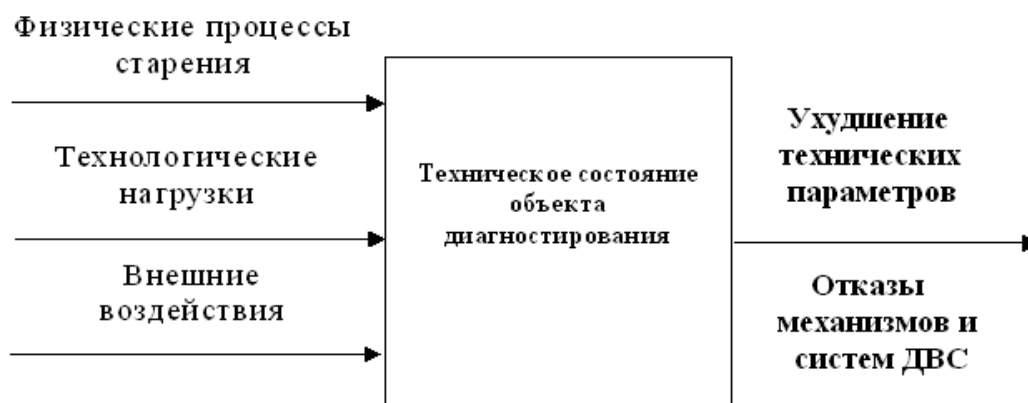 Физические процессы
старения
Технологические
нагрузки
Внешние
воздействия
Техническое состояние
объекта
диагностирования
Ухудшение
технических
параметров
Отказы
механизмов и
систем ДВС